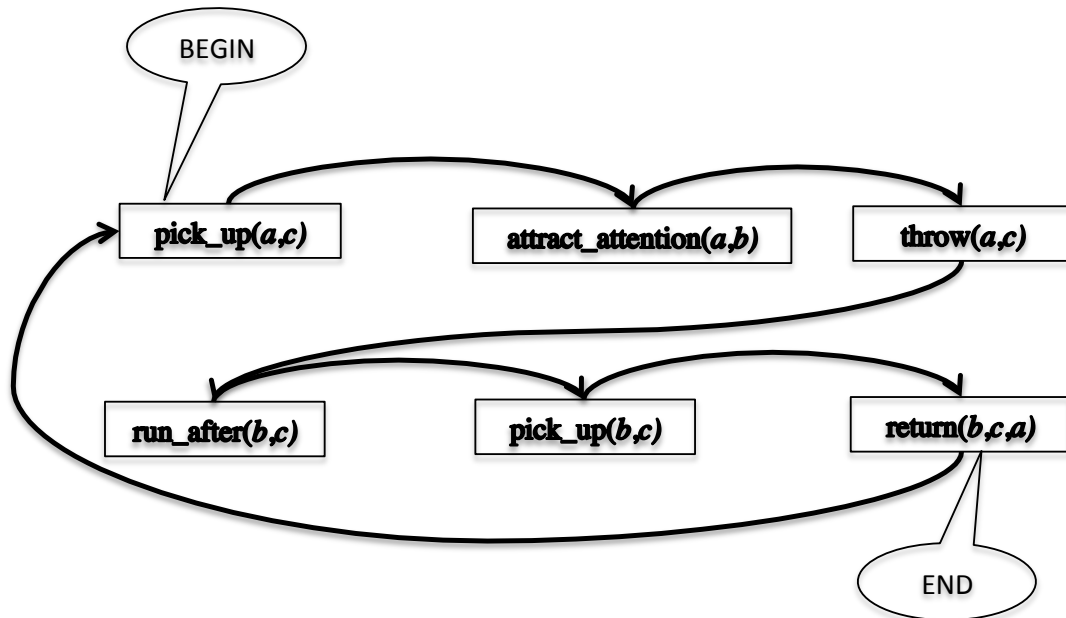 BEGIN
pick_up(a,c)
attract_attention(a,b)
throw(a,c)
run_after(b,c)
pick_up(b,c)
return(b,c,a)
END